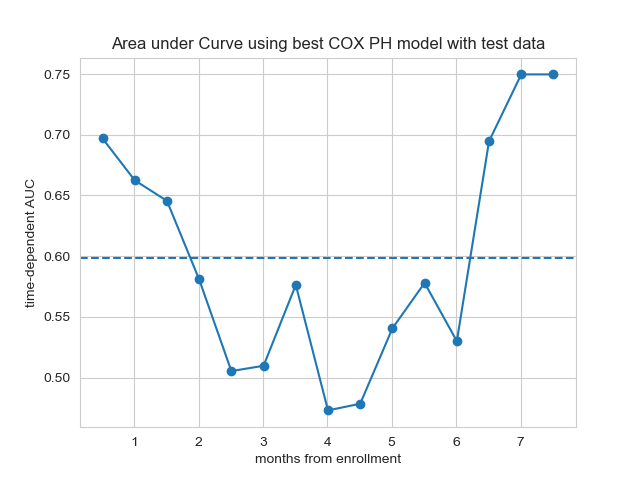 Area under Curve using best COX PH model with test data
time-dependent AUC
0.75
0.70
0.65
0.60
0.55
0.50
1 2 3 4 5 6 7
months from enrollment